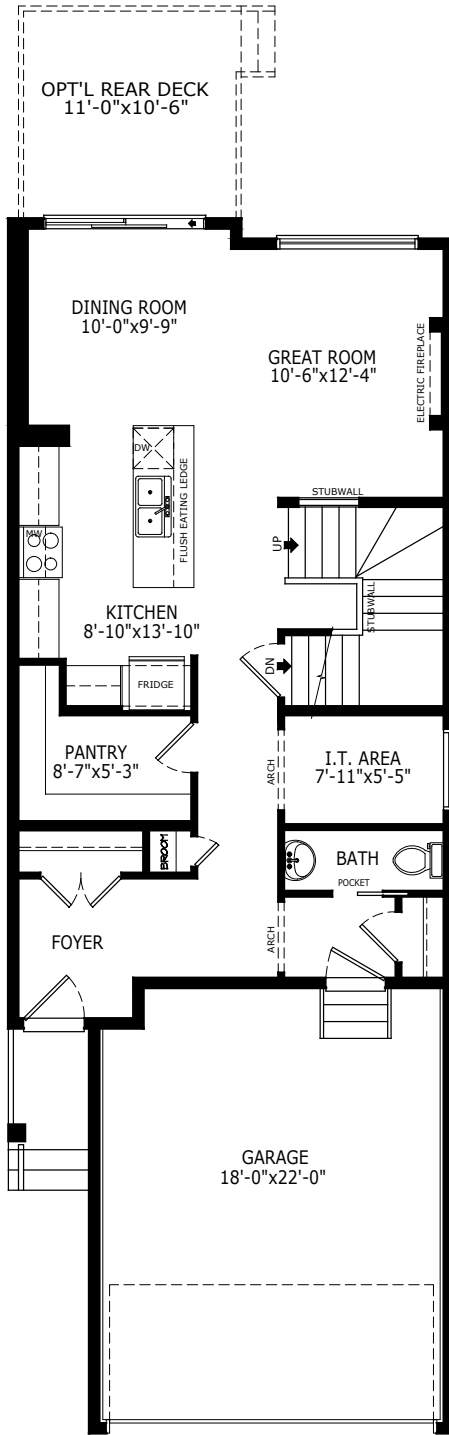 OPT'L REAR DECK
11'-0"x10'-6"
DINING ROOM
10'-0"x9'-9"
GREAT ROOM
10'-6"x12'-4"
ELECTRIC FIREPLACE
DW
FLUSH EATING LEDGE
STUBWALL
MW
UP
STUBWALL
KITCHEN
8'-10"x13'-10"
DN
FRIDGE
PANTRY
8'-7"x5'-3"
ARCH
I.T. AREA
7'-11"x5'-5"
BROOM
BATH
POCKET
FOYER
ARCH
GARAGE
18'-0"x22'-0"